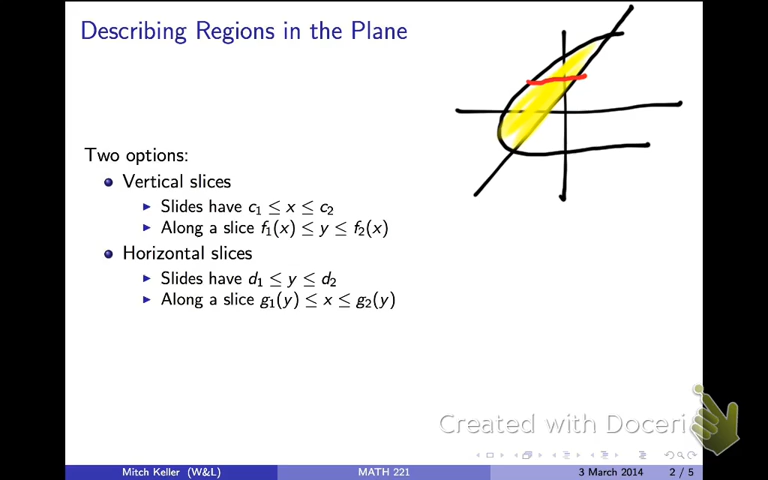 Describing Regions in the Plane
Two options:
Vertical slices
Slides have c₁ ≤ x ≤ c₂
Along a slice f₁(x) ≤ y ≤ f₂(x)
Horizontal slices
Slides have d₁ ≤ y ≤ d₂
Along a slice g₁(y) ≤ x ≤ g₂(y)
Created with Doceri
Mitch Keller (W&L) MATH 221 3 March 2014 2 / 5